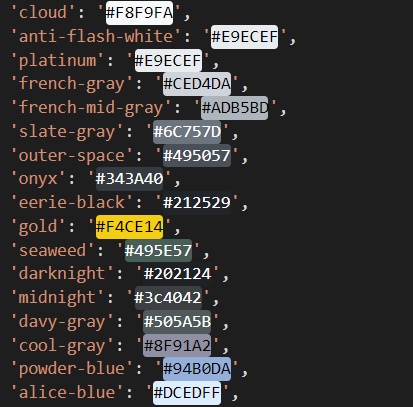 'cloud': '#F8F9FA',
'anti-flash-white': '#E9ECEF',
'platinum': '#E9ECEF',
'french-gray': '#CED4DA',
'french-mid-gray': '#ADB5BD',
'slate-gray': '#6C757D',
'outer-space': '#495057',
'onyx': '#343A40',
'eerie-black': '#212529',
'gold': '#F4CE14',
'seaweed': '#495E57',
'darknight': '#202124',
'midnight': '#3c4042',
'davy-gray': '#505A5B',
'cool-gray': '#8F91A2',
'powder-blue': '#94B0DA',
'alice-blue': '#DCEDFF',